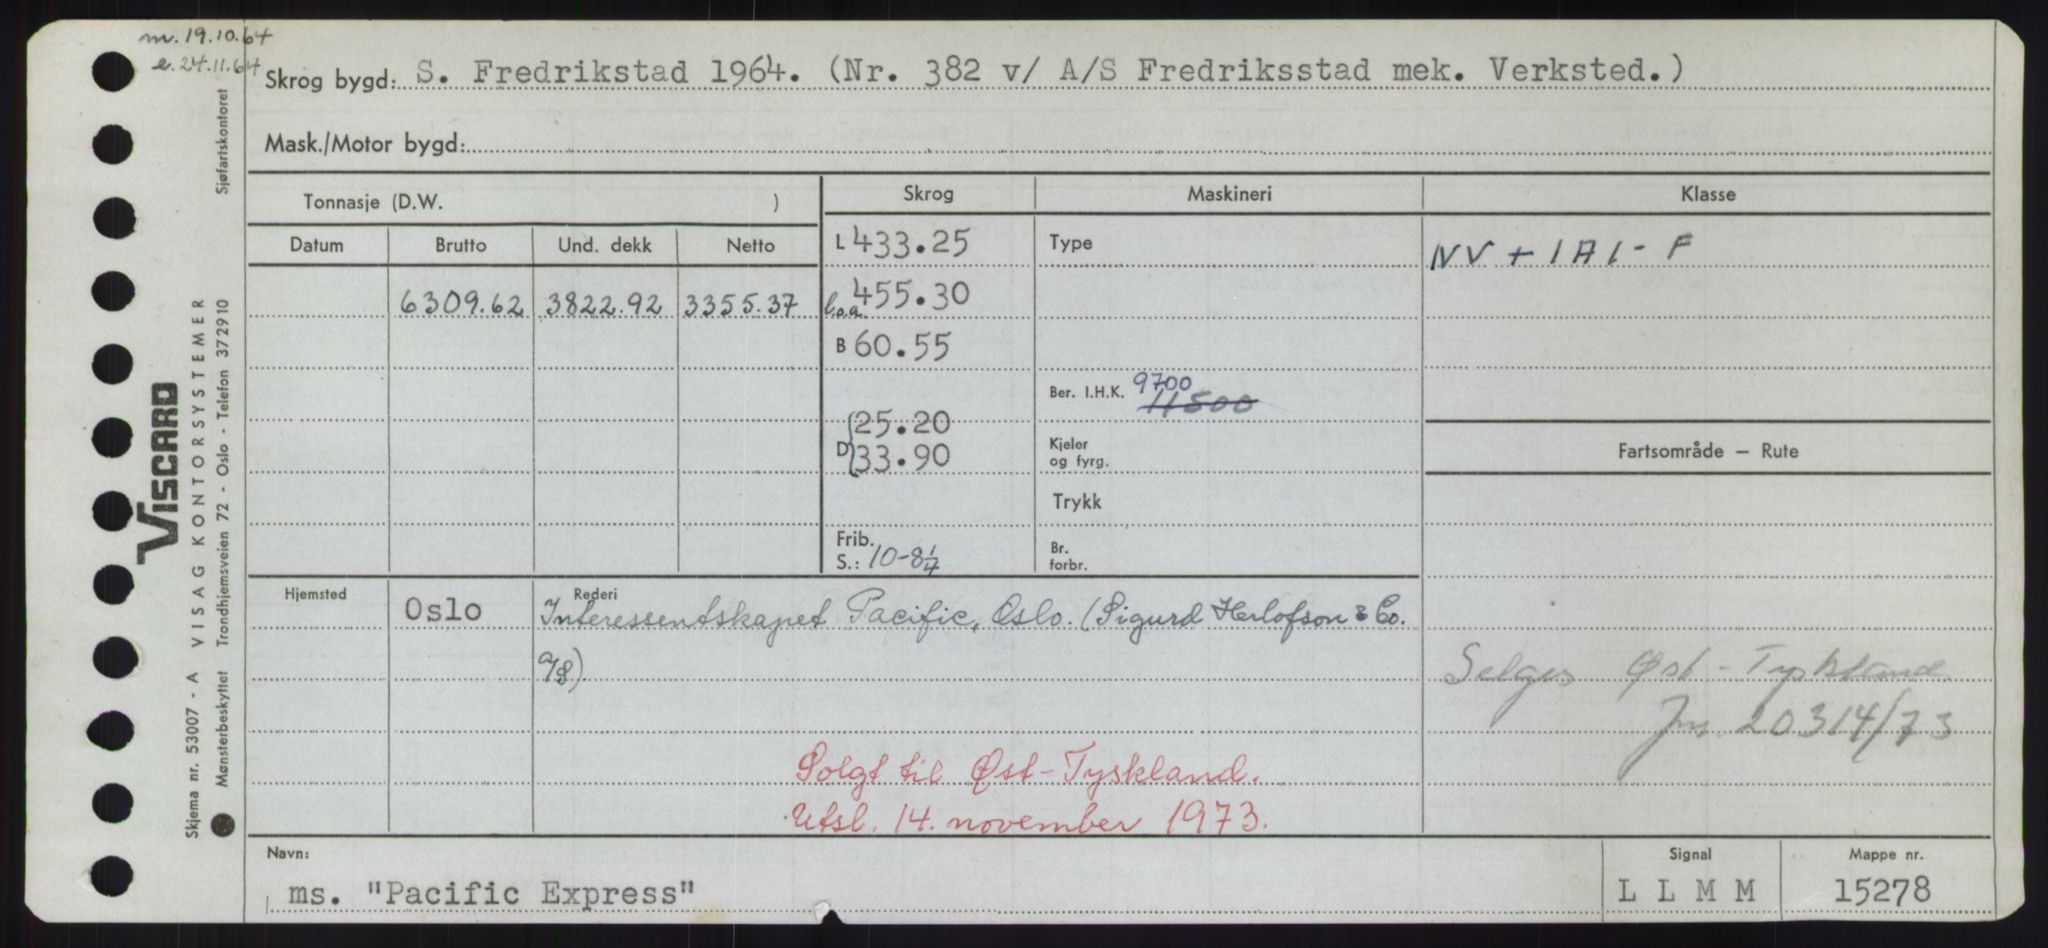 m. 19.10.64
e. 24.11.64
Skrog bygd: S. Fredrikstad 1964. (Nr. 382 v/ A/S Fredriksstad mek. Verksted.)
Mask./Motor bygd:
Tonnasje (D.W. )
Skrog
Maskineri
Klasse
Datum
Brutto
Und. dekk
Netto
L 433.25
Type
NV + 1A1 - F
6309.62
3822.92
3355.37
l.o.a. 455.30
B 60.55
Ber. I.H.K. 9700
11500
25.20
D 33.90
Kjeler
og fyrg.
Fartsområde – Rute
Trykk
Frib.
S.: 10-8¼
Br.
forbr.
Hjemsted
Oslo
Rederi
Interessentskapet Pacific, Oslo. (Sigurd Herlofson & Co.
A/S)
Selges Øst-Tyskland
Jnr. 20314/73
Solgt til Øst-Tyskland.
Utsl. 14. november 1973.
Navn:
ms. "Pacific Express"
Signal
LLMM
Mappe nr.
15278
VISCARD
Skjema nr. 53007 - A VISAG KONTORSYSTEMER
Mønsterbeskyttet Trondhjemsveien 72 - Oslo - Telefon 372910 Sjøfartskontoret